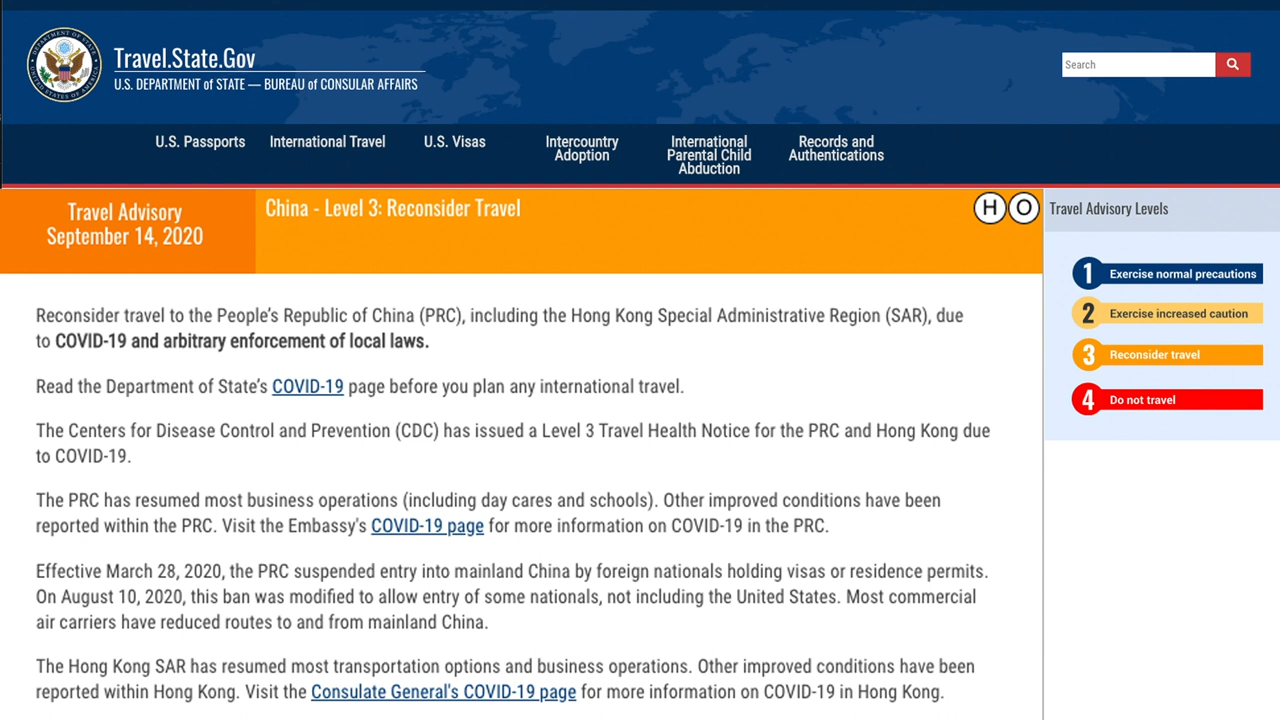 Travel.State.Gov
U.S. DEPARTMENT of STATE — BUREAU of CONSULAR AFFAIRS
Search
U.S. Passports
International Travel
U.S. Visas
Intercountry
Adoption
International
Parental Child
Abduction
Records and
Authentications
Travel Advisory
September 14, 2020
China - Level 3: Reconsider Travel
H O
Travel Advisory Levels
1 Exercise normal precautions
2 Exercise increased caution
3 Reconsider travel
4 Do not travel
Reconsider travel to the People’s Republic of China (PRC), including the Hong Kong Special Administrative Region (SAR), due
to COVID-19 and arbitrary enforcement of local laws.
Read the Department of State’s COVID-19 page before you plan any international travel.
The Centers for Disease Control and Prevention (CDC) has issued a Level 3 Travel Health Notice for the PRC and Hong Kong due
to COVID-19.
The PRC has resumed most business operations (including day cares and schools). Other improved conditions have been
reported within the PRC. Visit the Embassy's COVID-19 page for more information on COVID-19 in the PRC.
Effective March 28, 2020, the PRC suspended entry into mainland China by foreign nationals holding visas or residence permits.
On August 10, 2020, this ban was modified to allow entry of some nationals, not including the United States. Most commercial
air carriers have reduced routes to and from mainland China.
The Hong Kong SAR has resumed most transportation options and business operations. Other improved conditions have been
reported within Hong Kong. Visit the Consulate General's COVID-19 page for more information on COVID-19 in Hong Kong.